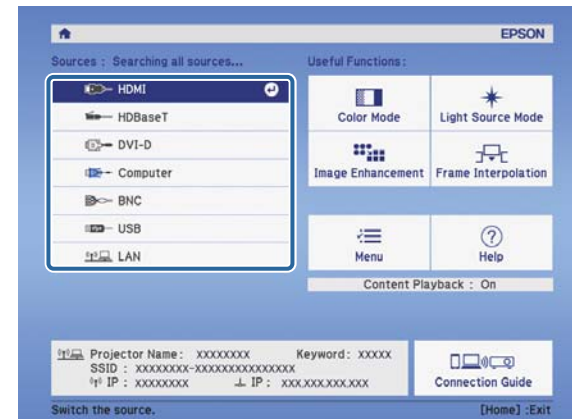 EPSON
Sources : Searching all sources...
Useful Functions :
HDMI
HDBaseT
DVI-D
Computer
BNC
USB
LAN
Color Mode
Light Source Mode
Image Enhancement
Frame Interpolation
Menu
Help
Content Playback : On
Projector Name : xxxxxxxx Keyword : xxxxx
SSID : xxxxxxxx-xxxxxxxxxxxxxxx
IP : xxxxxxxx IP : xxx.xxx.xxx.xxx
Connection Guide
Switch the source. [Home] :Exit